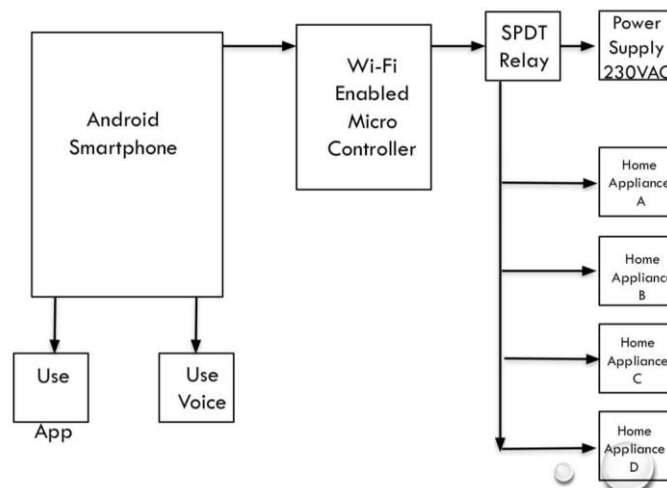 Android
Smartphone
Wi-Fi
Enabled
Micro
Controller
SPDT
Relay
Power
Supply
230VAC
Home
Appliance
A
Home
Appliance
B
Home
Appliance
C
Home
Appliance
D
Use
App
Use
Voice